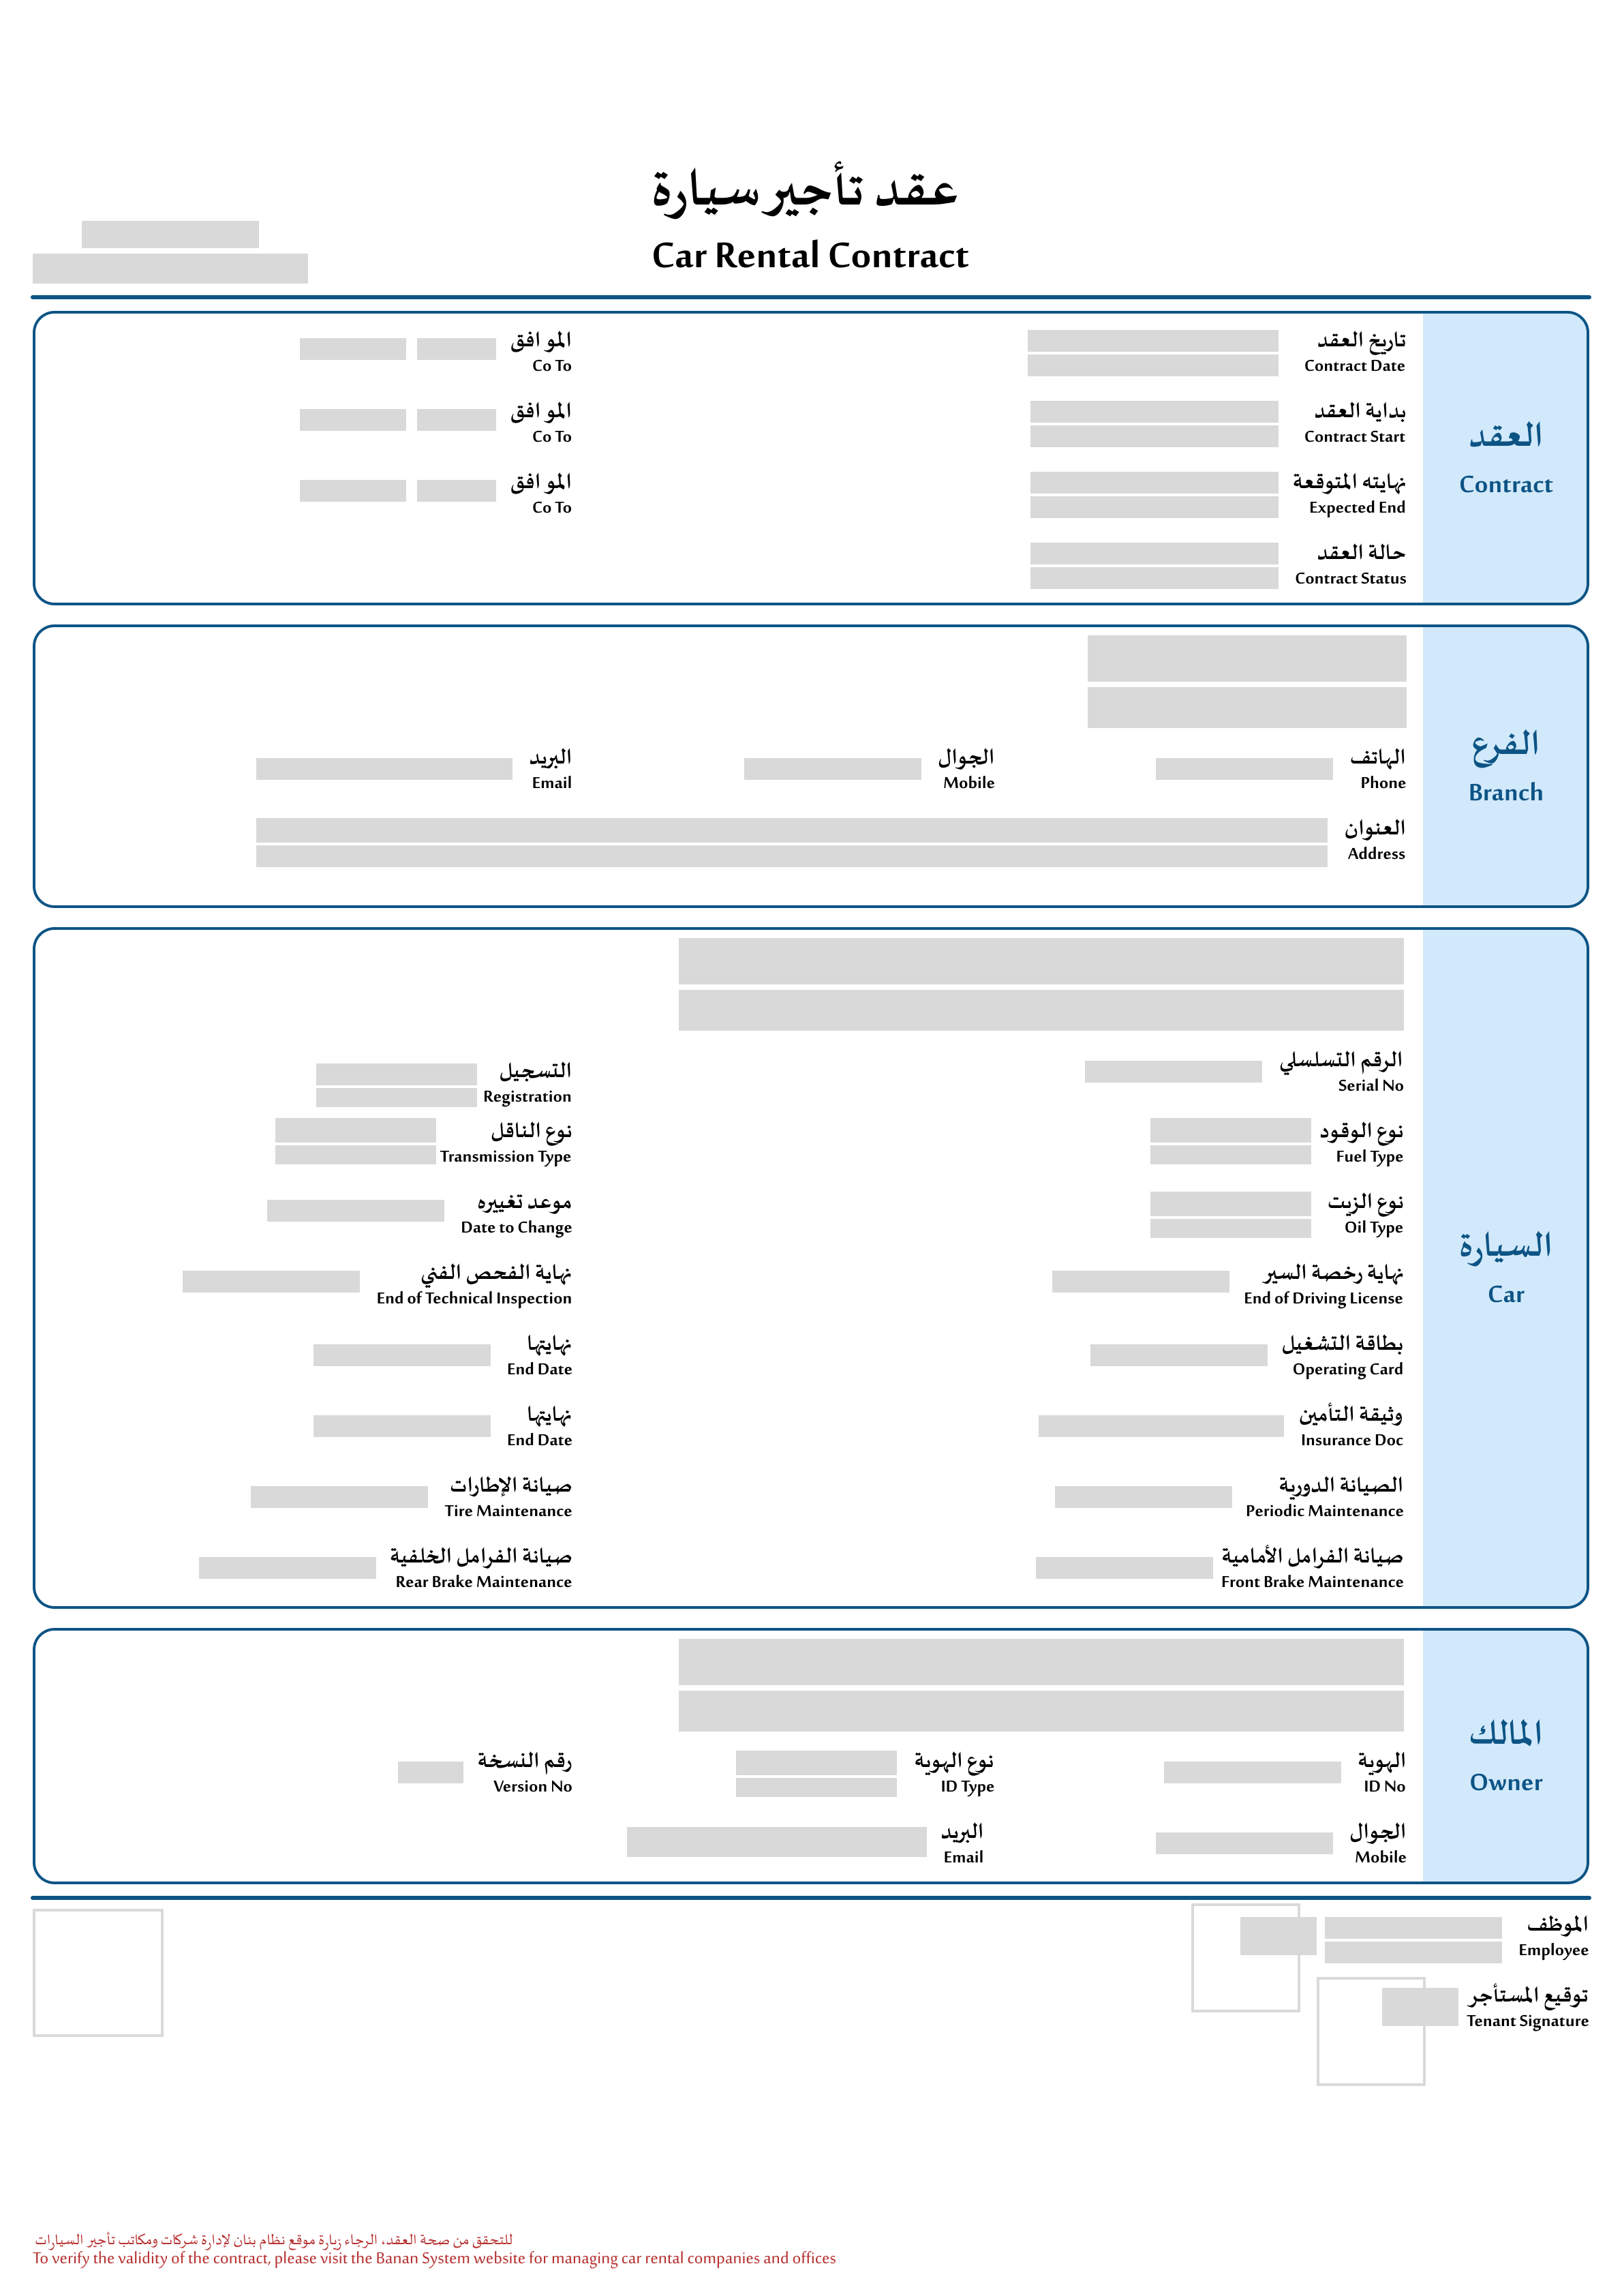 عقد تأجير سيارة
Car Rental Contract
العقد
Contract
تاريخ العقد
Contract Date
الموافق
Co To
بداية العقد
Contract Start
الموافق
Co To
نهايته المتوقعة
Expected End
الموافق
Co To
حالة العقد
Contract Status
الفرع
Branch
الهاتف
Phone
الجوال
Mobile
البريد
Email
العنوان
Address
السيارة
Car
الرقم التسلسلي
Serial No
التسجيل
Registration
نوع الوقود
Fuel Type
نوع الناقل
Transmission Type
نوع الزيت
Oil Type
موعد تغييره
Date to Change
نهاية رخصة السير
End of Driving License
نهاية الفحص الفني
End of Technical Inspection
بطاقة التشغيل
Operating Card
نهايتها
End Date
وثيقة التأمين
Insurance Doc
نهايتها
End Date
الصيانة الدورية
Periodic Maintenance
صيانة الإطارات
Tire Maintenance
صيانة الفرامل الأمامية
Front Brake Maintenance
صيانة الفرامل الخلفية
Rear Brake Maintenance
المالك
Owner
الهوية
ID No
نوع الهوية
ID Type
رقم النسخة
Version No
الجوال
Mobile
البريد
Email
الموظف
Employee
توقيع المستأجر
Tenant Signature
للتحقق من صحة العقد، الرجاء زيارة موقع نظام بنان لإدارة شركات ومكاتب تأجير السيارات
To verify the validity of the contract, please visit the Banan System website for managing car rental companies and offices